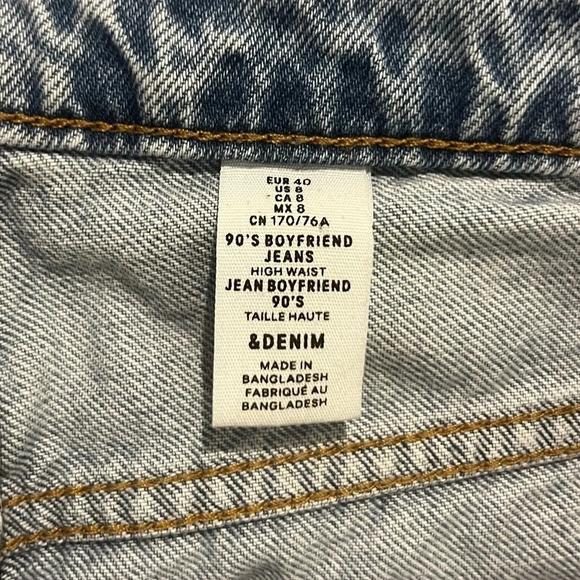 EUR 40
US 8
CA 8
MX 8
CN 170/76A
90'S BOYFRIEND
JEANS
HIGH WAIST
JEAN BOYFRIEND
90'S
TAILLE HAUTE
&DENIM
MADE IN
BANGLADESH
FABRIQUÉ AU
BANGLADESH